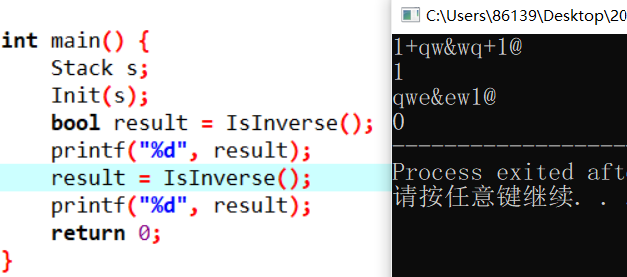 int main() {
Stack s;
Init(s);
bool result = IsInverse();
printf("%d", result);
result = IsInverse();
printf("%d", result);
return 0;
}
C:\Users\86139\Desktop\20
1+qw&wq+1@
1
qwe&ew1@
0
--------------------
Process exited afte
请按任意键继续. . .